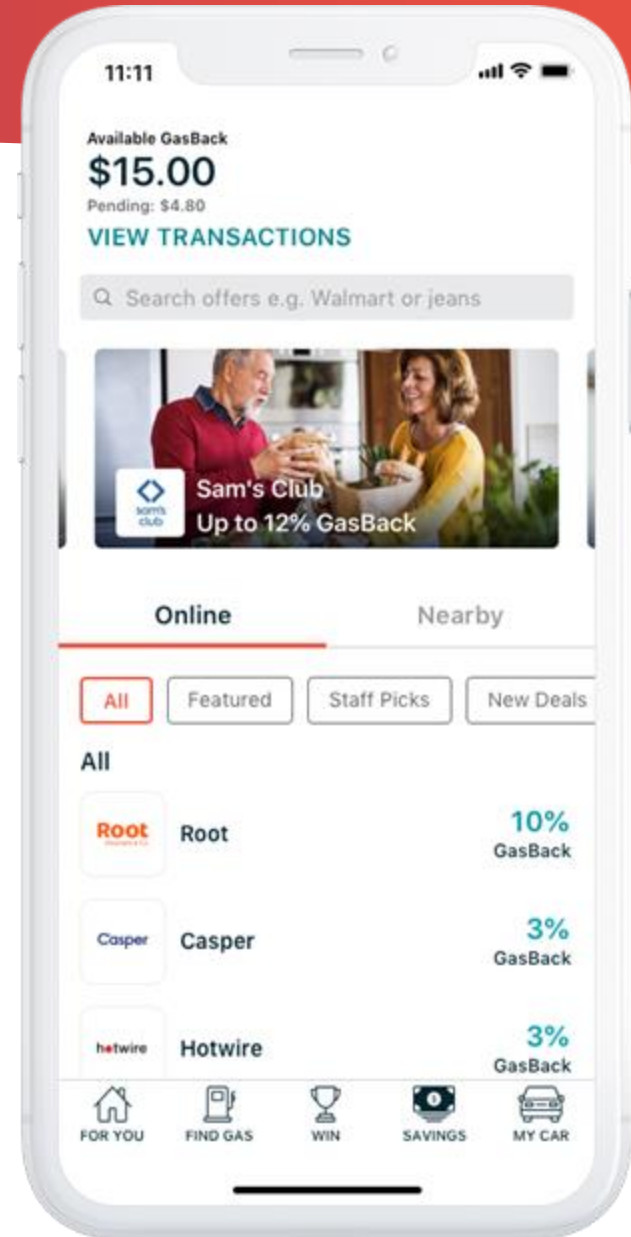 11:11
Available GasBack
$15.00
Pending: $4.80
VIEW TRANSACTIONS
Search offers e.g. Walmart or jeans
sam's
club
Sam's Club
Up to 12% GasBack
Online Nearby
All Featured Staff Picks New Deals
All
Root
Root
10%
GasBack
Casper
Casper
3%
GasBack
hotwire
Hotwire
3%
GasBack
FOR YOU FIND GAS WIN SAVINGS MY CAR